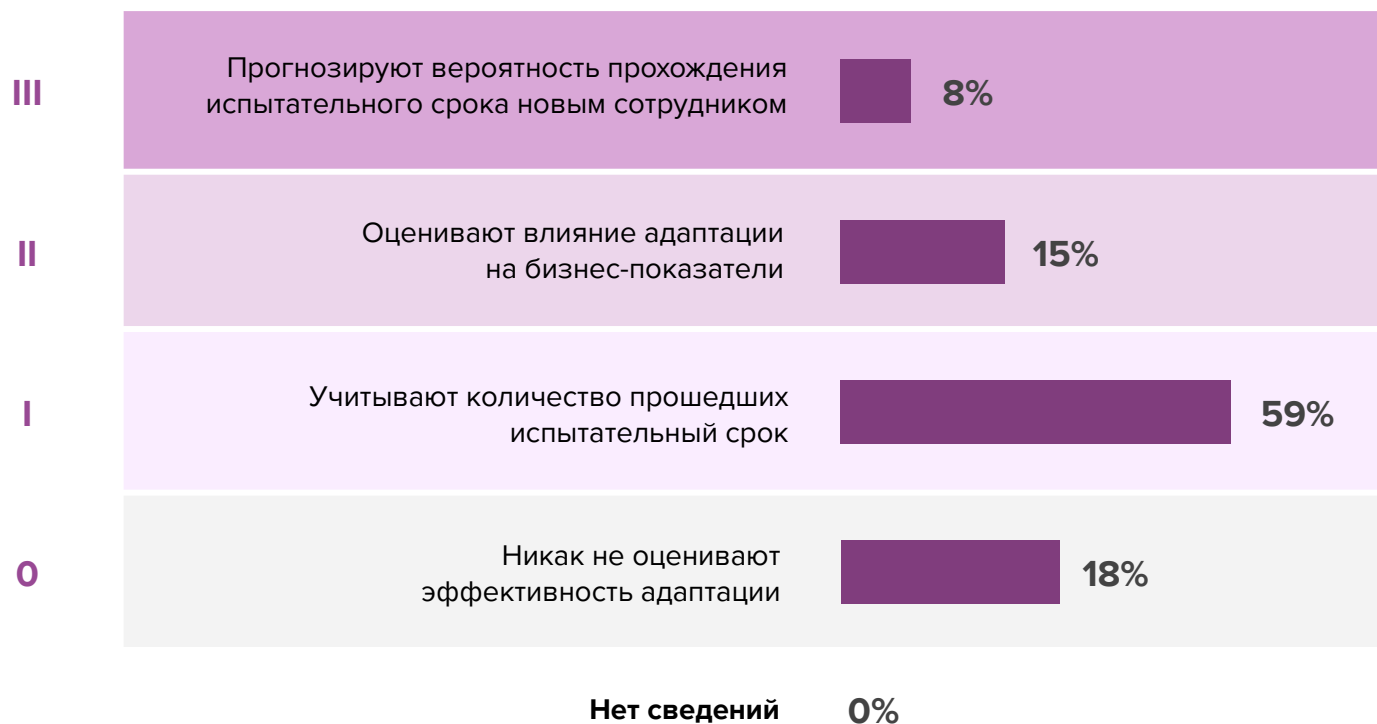 III
Прогнозируют вероятность прохождения
испытательного срока новым сотрудником
8%
II
Оценивают влияние адаптации
на бизнес-показатели
15%
I
Учитывают количество прошедших
испытательный срок
59%
0
Никак не оценивают
эффективность адаптации
18%
Нет сведений
0%